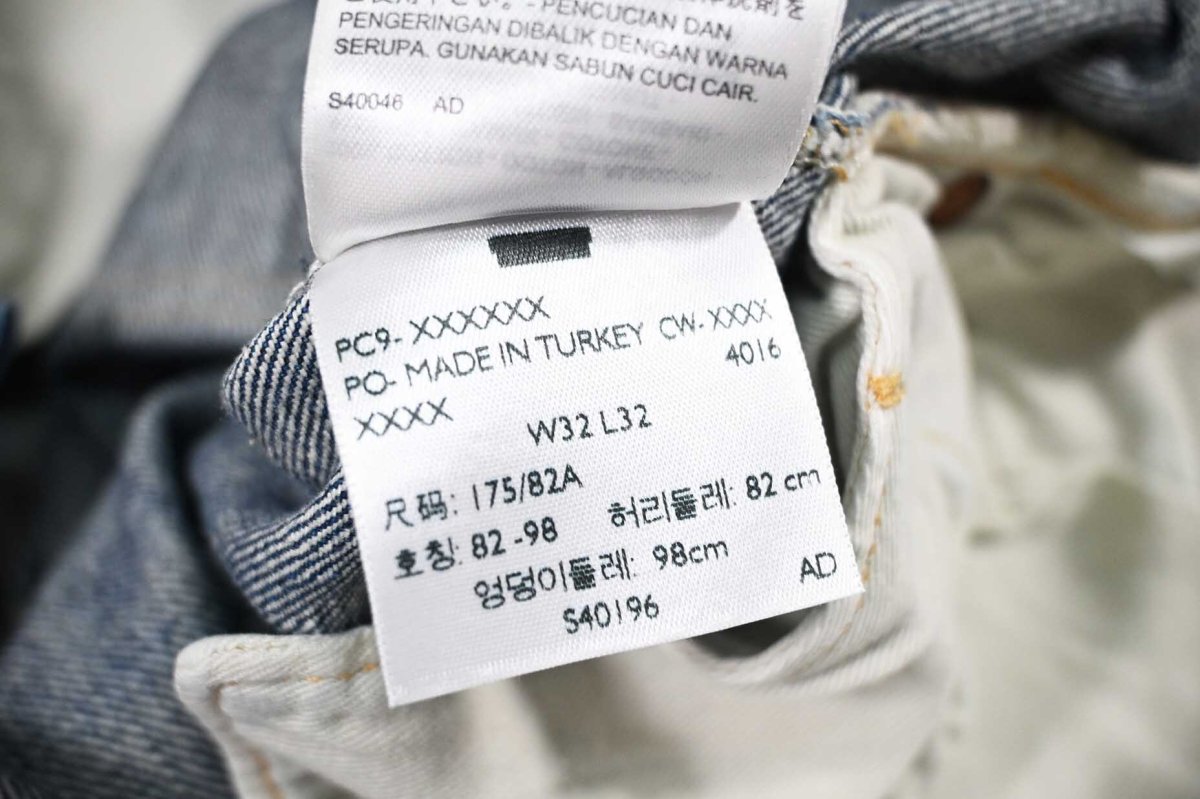 - PENCUCIAN DAN
PENGERINGAN DIBALIK DENGAN WARNA
SERUPA. GUNAKAN SABUN CUCI CAIR.
S40046 AD
PC9- XXXXXX
PO- MADE IN TURKEY CW- XXXX
XXXX 4016
W32 L32
尺码: 175/82A
호칭: 82 -98 허리둘레: 82 cm
엉덩이둘레: 98cm
AD
S40196